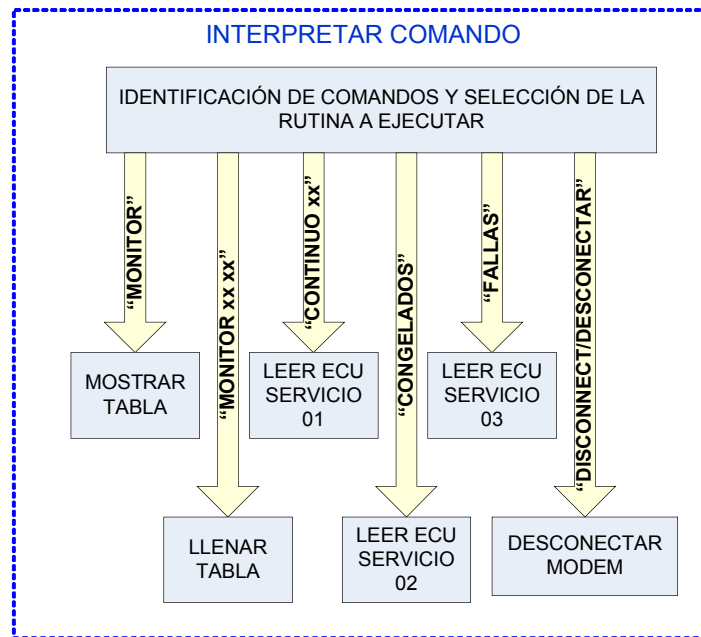 INTERPRETAR COMANDO
IDENTIFICACIÓN DE COMANDOS Y SELECCIÓN DE LA
RUTINA A EJECUTAR
“MONITOR”
“MONITOR xx xx”
“CONTINUO xx”
“CONGELADOS”
“FALLAS”
“DISCONNECT/DESCONECTAR”
MOSTRAR
TABLA
LEER ECU
SERVICIO
01
LEER ECU
SERVICIO
03
LLENAR
TABLA
LEER ECU
SERVICIO
02
DESCONECTAR
MODEM